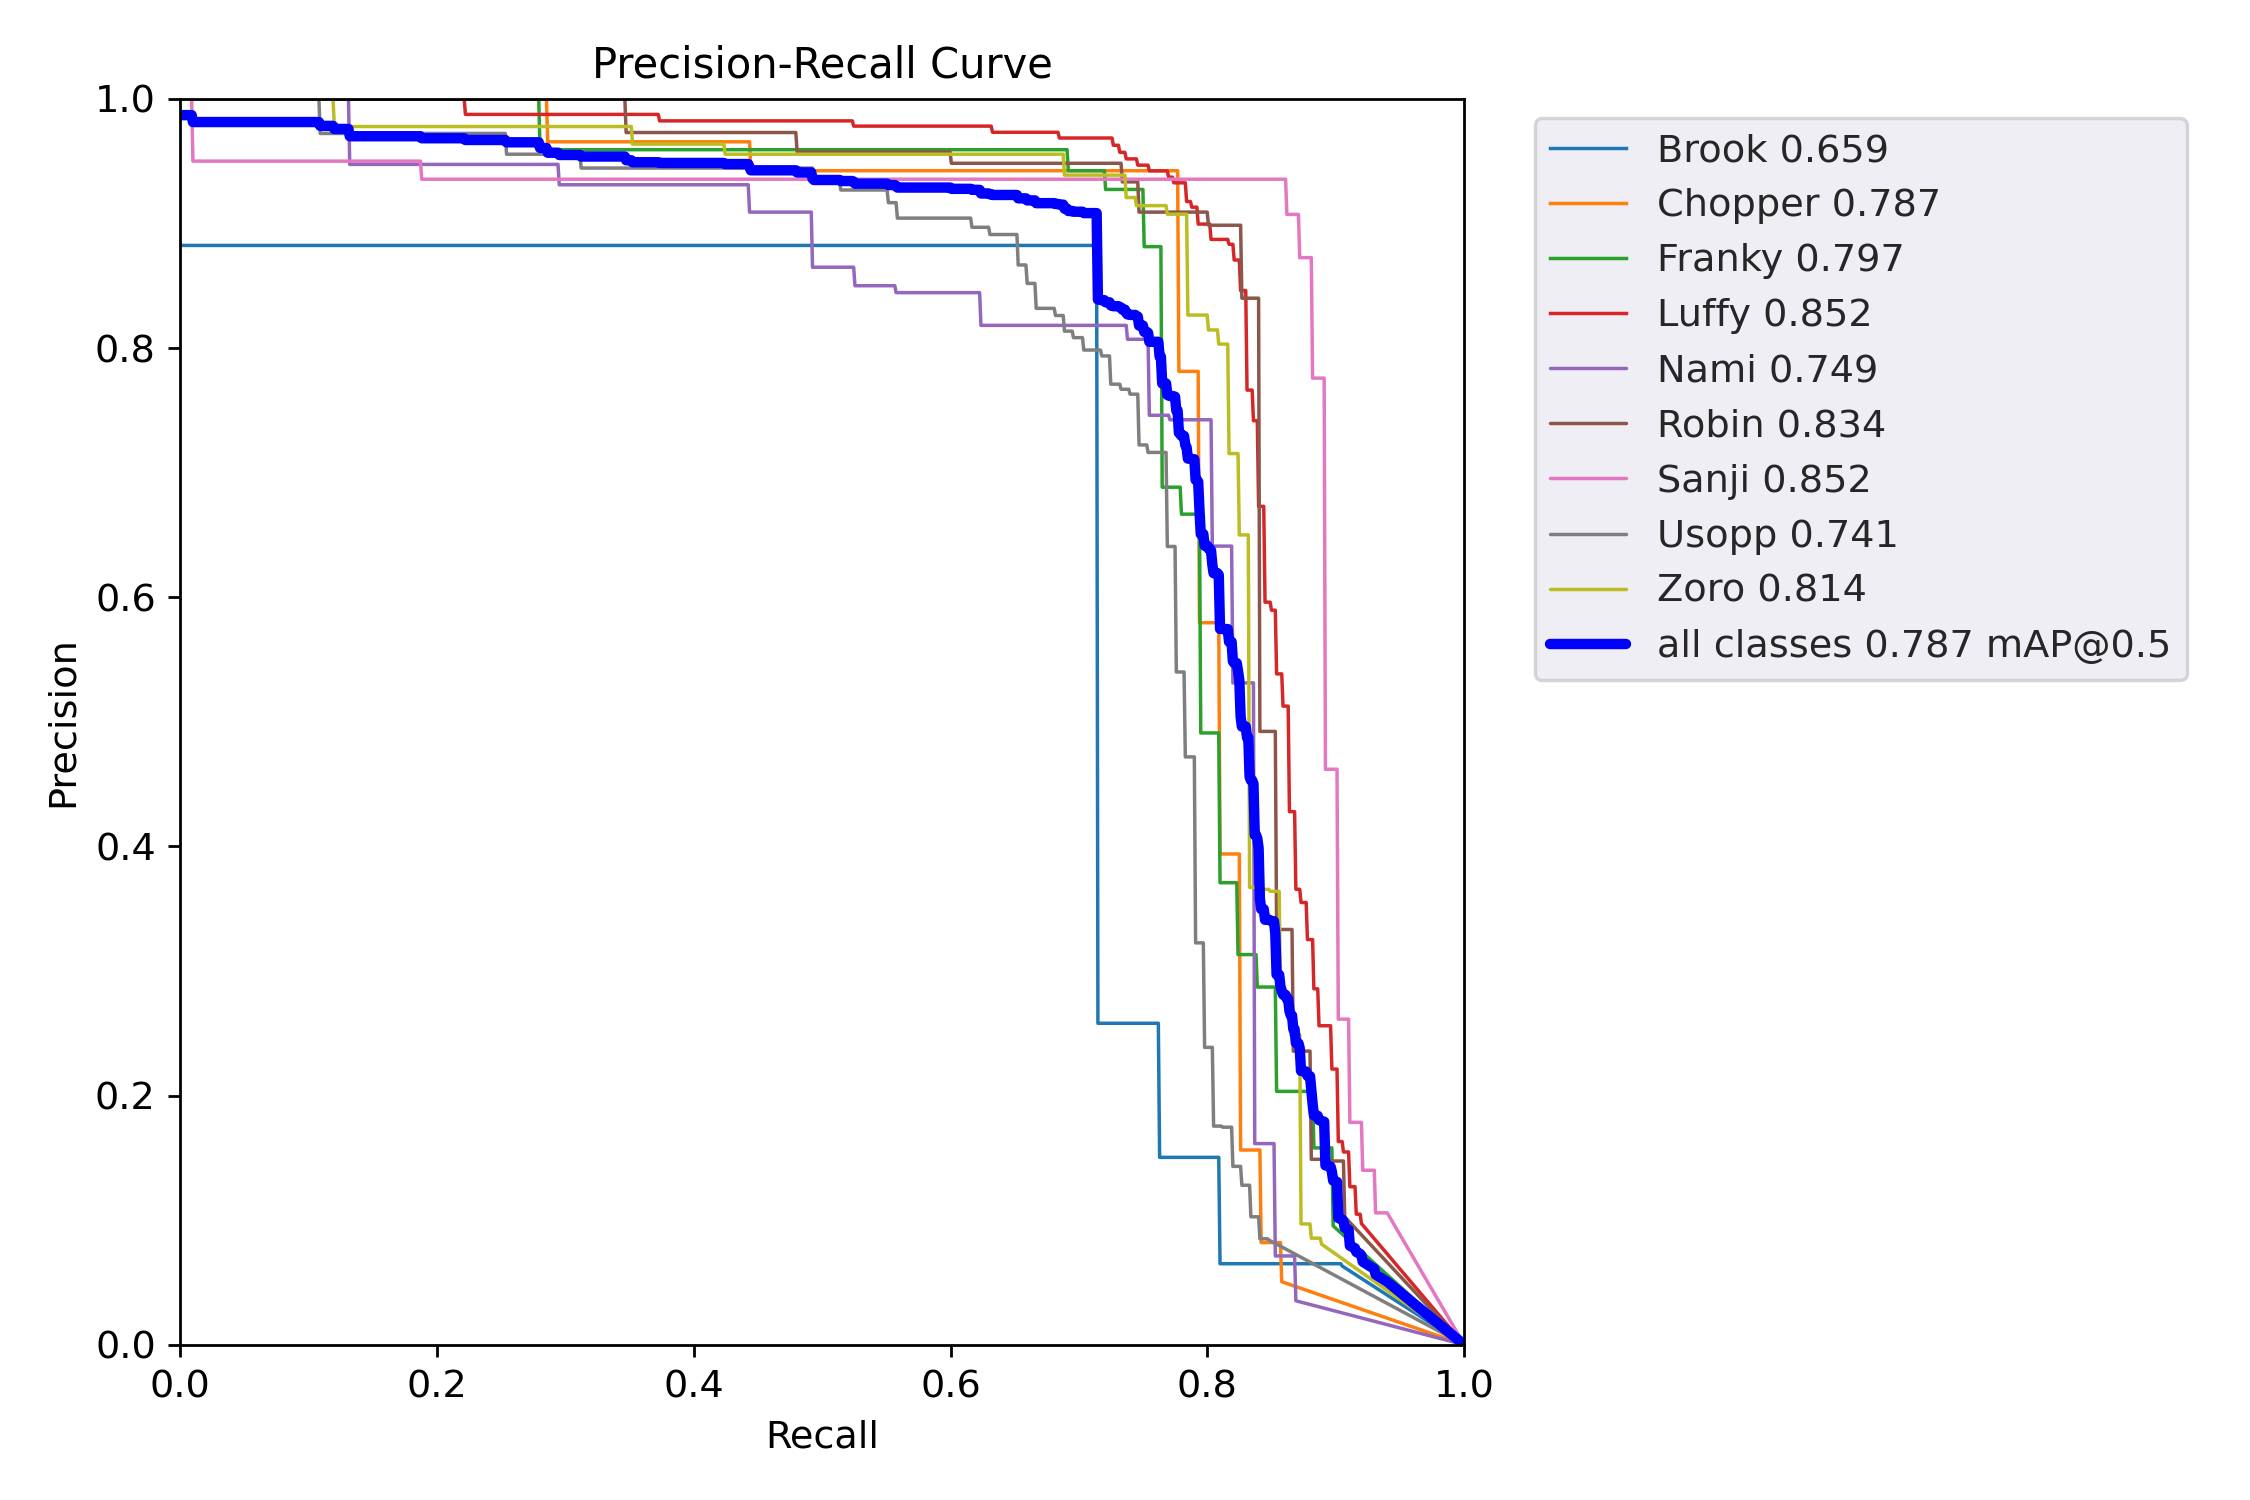 Precision-Recall Curve
1.0
0.8
0.6
0.4
0.2
0.0
Precision
0.0 0.2 0.4 0.6 0.8 1.0
Recall
Brook 0.659
Chopper 0.787
Franky 0.797
Luffy 0.852
Nami 0.749
Robin 0.834
Sanji 0.852
Usopp 0.741
Zoro 0.814
all classes 0.787 mAP@0.5